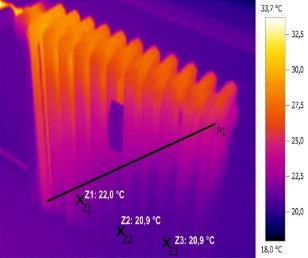 33,7 °C
32,5
30,0
27,5
25,0
22,5
20,0
18,0 °C
P1
Z1: 22,0 °C
Z1
Z2: 20,9 °C
Z2
Z3: 20,9 °C
Z3